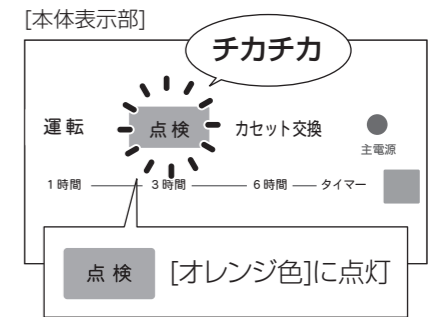 [本体表示部]
チカチカ
運転 点検 カセット交換
主電源
1時間 3時間 6時間 タイマー
点検 [オレンジ色]に点灯